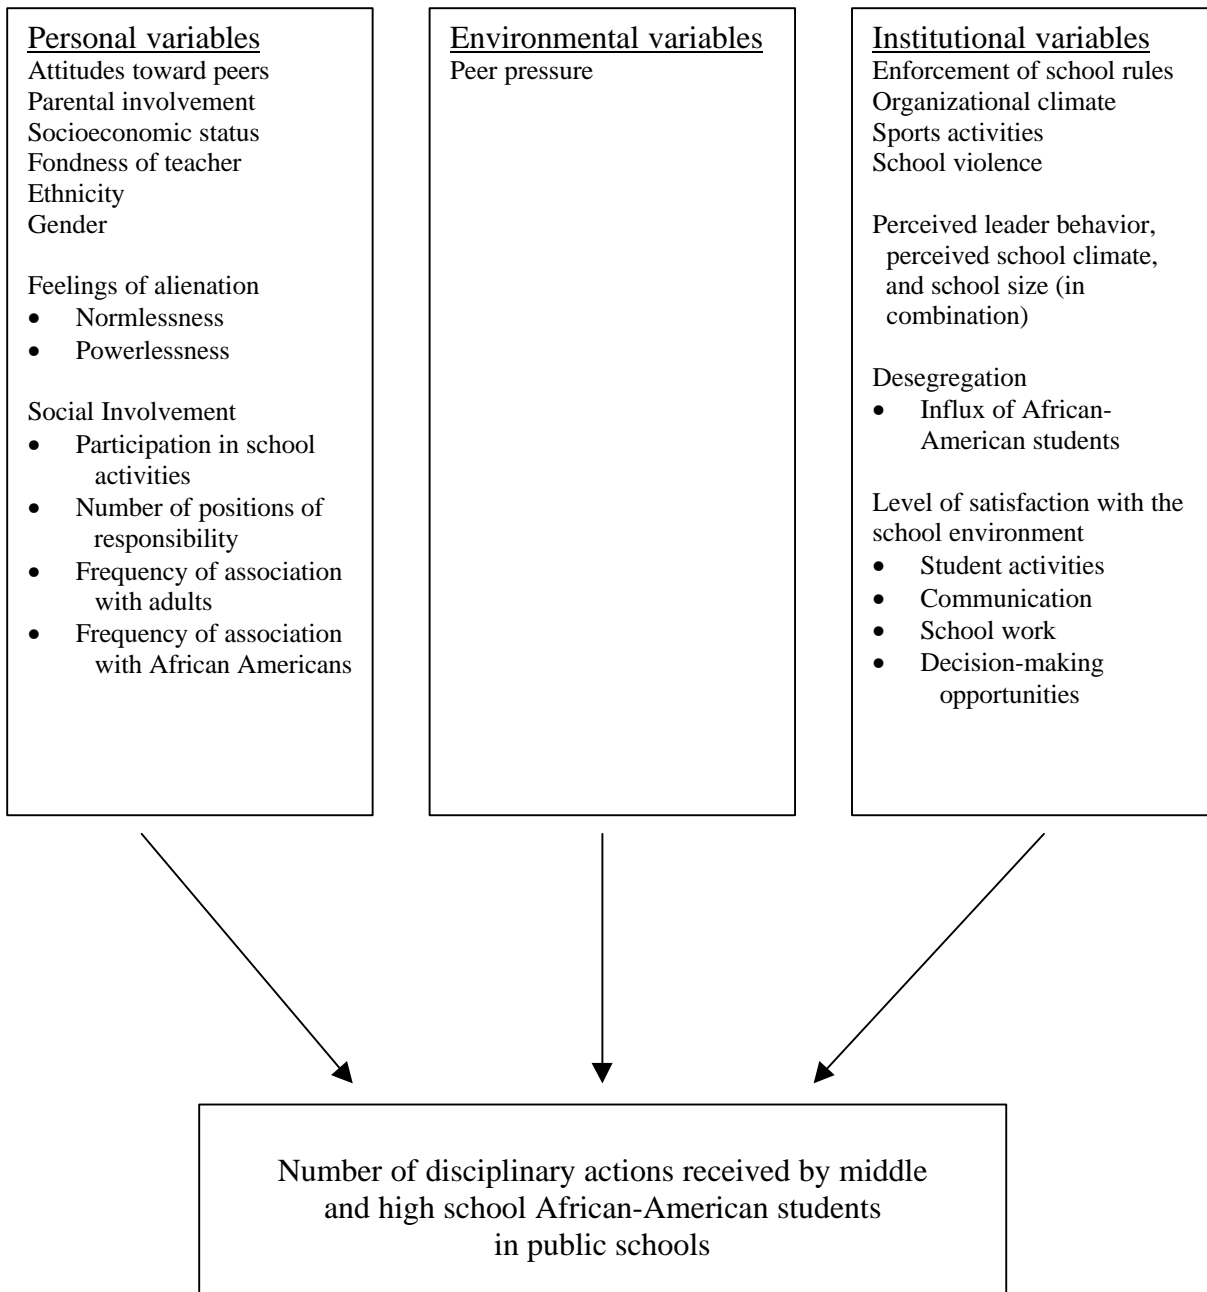 Personal variables
Attitudes toward peers
Parental involvement
Socioeconomic status
Fondness of teacher
Ethnicity
Gender
Feelings of alienation
• Normlessness
• Powerlessness
Social Involvement
• Participation in school
activities
• Number of positions of
responsibility
• Frequency of association
with adults
• Frequency of association
with African Americans
Environmental variables
Peer pressure
Institutional variables
Enforcement of school rules
Organizational climate
Sports activities
School violence
Perceived leader behavior,
perceived school climate,
and school size (in
combination)
Desegregation
• Influx of African-
American students
Level of satisfaction with the
school environment
• Student activities
• Communication
• School work
• Decision-making
opportunities
Number of disciplinary actions received by middle
and high school African-American students
in public schools